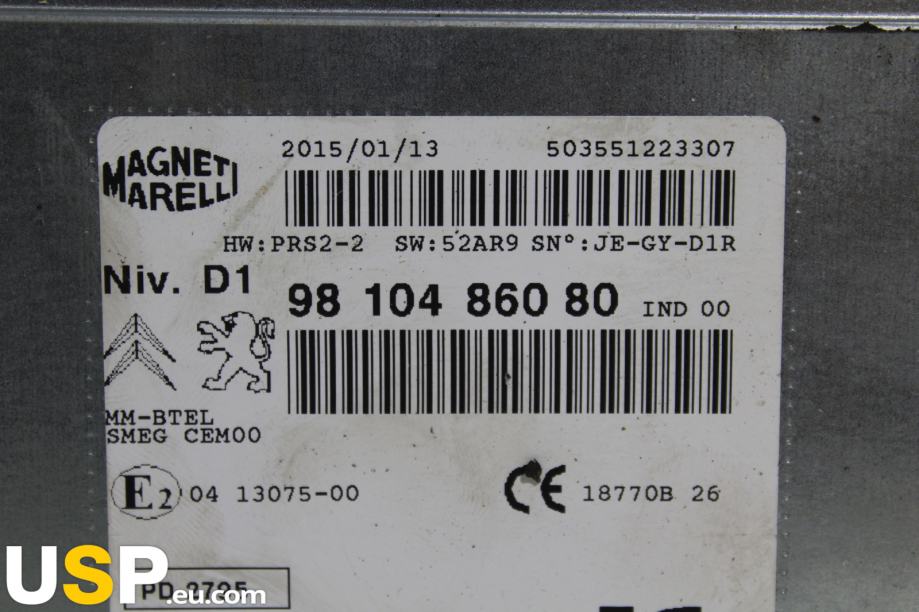 MAGNETI
MARELLI
2015/01/13 503551223307
HW:PRS2-2 SW:52AR9 SN°:JE-GY-D1R
Niv. D1
98 104 860 80 IND 00
MM-BTEL
SMEG CEM00
E2 04 13075-00
CE 18770B 26
PD
USP
.eu.com